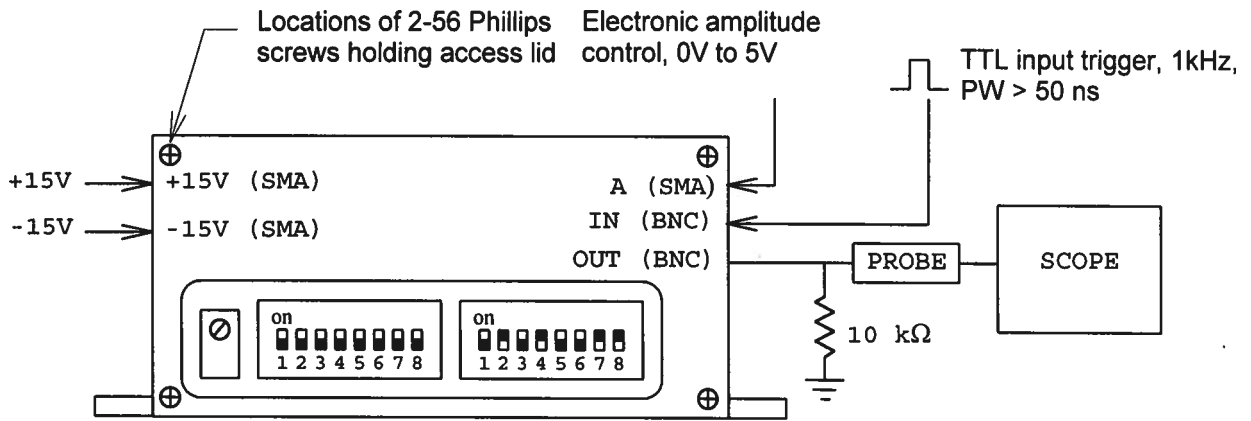 Locations of 2-56 Phillips
screws holding access lid
Electronic amplitude
control, 0V to 5V
TTL input trigger, 1kHz,
PW > 50 ns
+15V
+15V (SMA)
-15V
-15V (SMA)
A (SMA)
IN (BNC)
OUT (BNC)
PROBE
SCOPE
10 kΩ
on
1 2 3 4 5 6 7 8
on
1 2 3 4 5 6 7 8